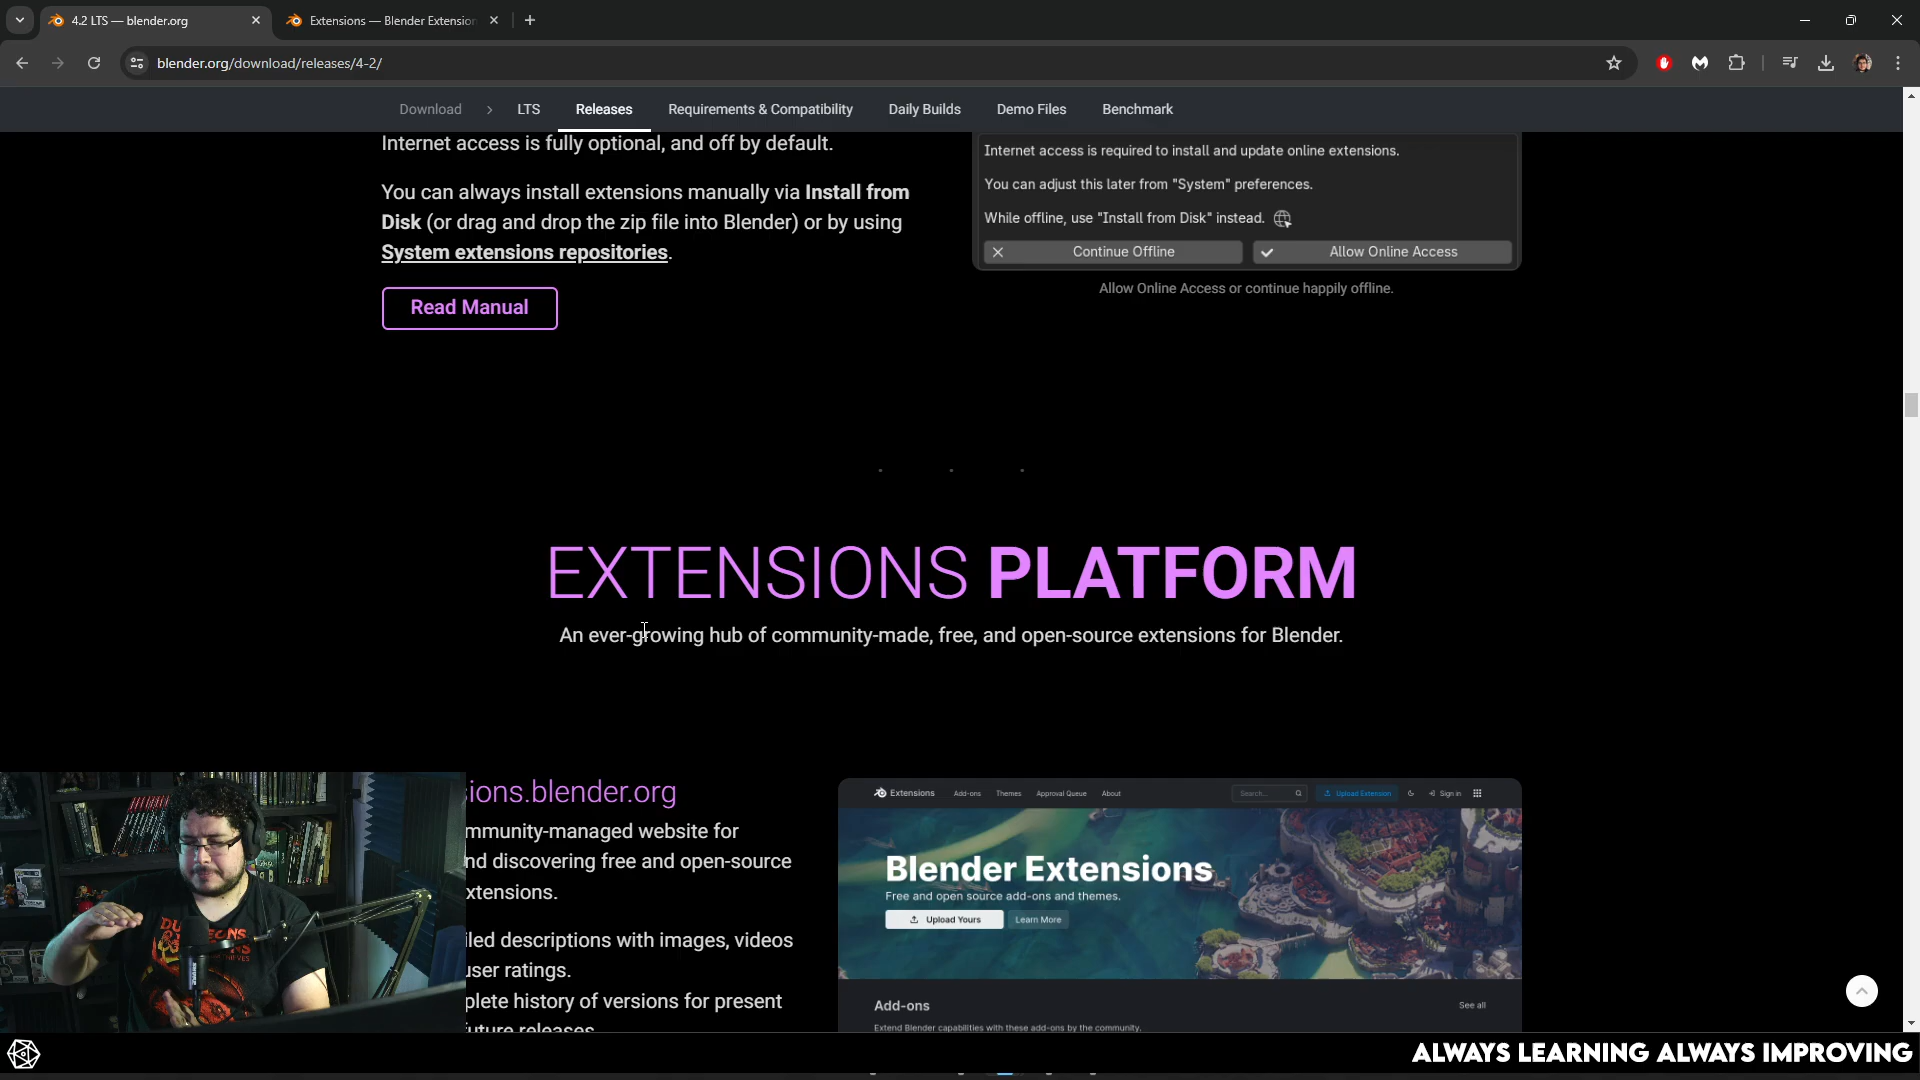 4.2 LTS — blender.org
Extensions — Blender Extension
blender.org/download/releases/4-2/
Download > LTS Releases Requirements & Compatibility Daily Builds Demo Files Benchmark
Internet access is fully optional, and off by default.
You can always install extensions manually via Install from
Disk (or drag and drop the zip file into Blender) or by using
System extensions repositories.
Read Manual
Internet access is required to install and update online extensions.
You can adjust this later from "System" preferences.
While offline, use "Install from Disk" instead.
Continue Offline
Allow Online Access
Allow Online Access or continue happily offline.
EXTENSIONS PLATFORM
An ever-growing hub of community-made, free, and open-source extensions for Blender.
sions.blender.org
mmunity-managed website for
nd discovering free and open-source
xtensions.
iled descriptions with images, videos
user ratings.
plete history of versions for present
future releases
Extensions Add-ons Themes Approval Queue About Search... Upload Extension Sign in
Blender Extensions
Free and open source add-ons and themes.
Upload Yours Learn More
Add-ons See all
Extend Blender capabilities with these add-ons by the community.
ALWAYS LEARNING ALWAYS IMPROVING